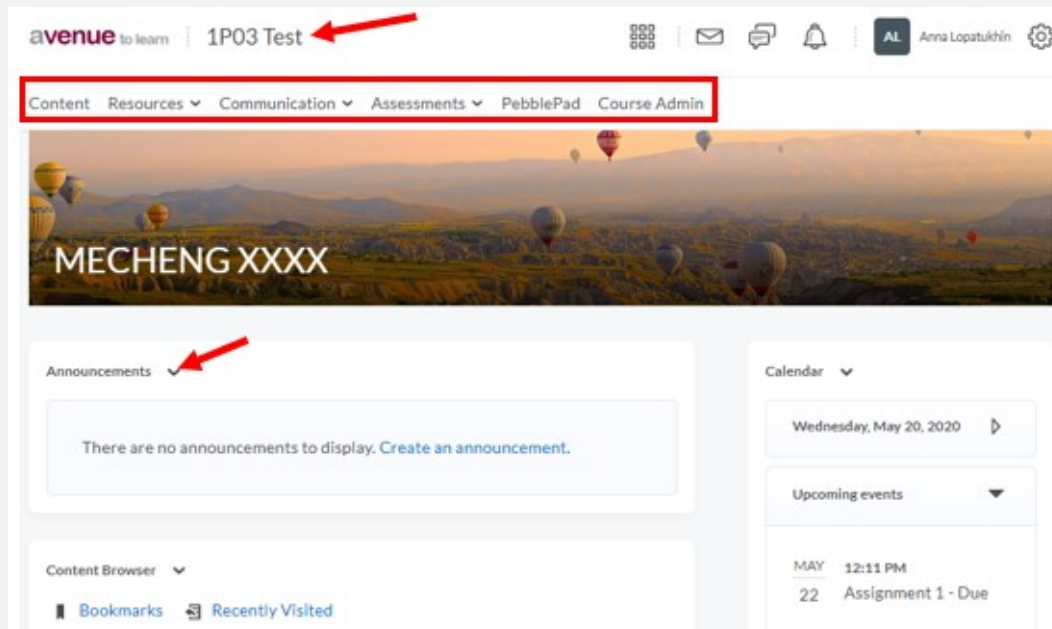 avenue to learn 1P03 Test AL Anna Lopatukhin
Content Resources Communication Assessments PebblePad Course Admin
MECHENG XXXX
Announcements
There are no announcements to display. Create an announcement.
Content Browser
Bookmarks Recently Visited
Calendar
Wednesday, May 20, 2020
Upcoming events
MAY 12:11 PM
22 Assignment 1 - Due